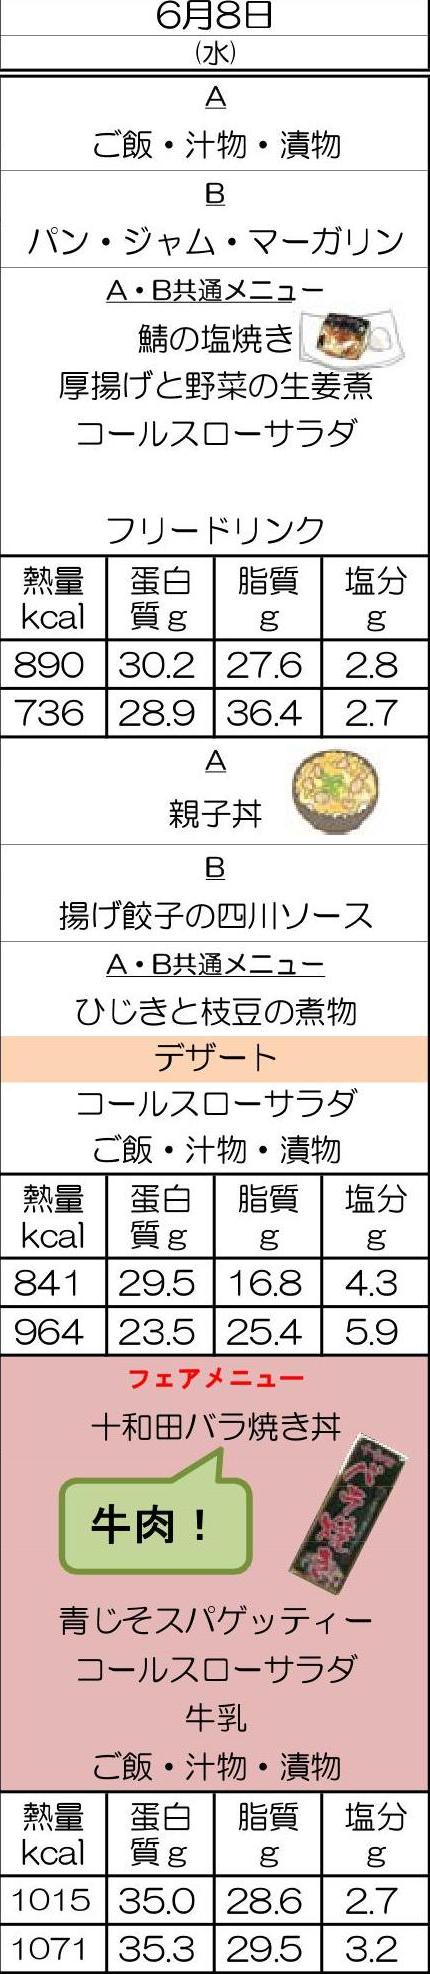 6月8日
(水)
A
ご飯・汁物・漬物
B
パン・ジャム・マーガリン
A・B共通メニュー
鯖の塩焼き
厚揚げと野菜の生姜煮
コールスローサラダ
フリードリンク
熱量 蛋白 脂質 塩分
kcal 質g g g
890 30.2 27.6 2.8
736 28.9 36.4 2.7
A
親子丼
B
揚げ餃子の四川ソース
A・B共通メニュー
ひじきと枝豆の煮物
デザート
コールスローサラダ
ご飯・汁物・漬物
熱量 蛋白 脂質 塩分
kcal 質g g g
841 29.5 16.8 4.3
964 23.5 25.4 5.9
フェアメニュー
十和田バラ焼き丼
牛肉！
青じそスパゲッティー
コールスローサラダ
牛乳
ご飯・汁物・漬物
熱量 蛋白 脂質 塩分
kcal 質g g g
1015 35.0 28.6 2.7
1071 35.3 29.5 3.2